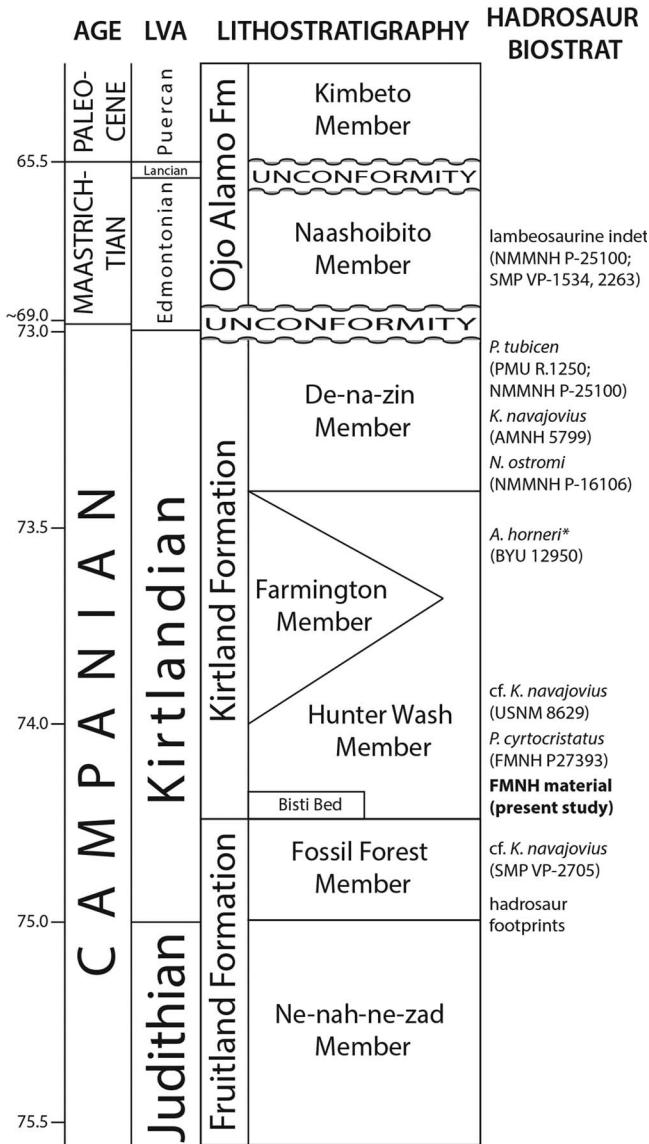 AGE
LVA
LITHOSTRATIGRAPHY
HADROSAUR
BIOSTRAT
PALEO-
CENE
Puercan
Ojo Alamo Fm
Kimbeto
Member
65.5
Lancian
UNCONFORMITY
MAASTRICH-
TIAN
Edmontonian
Naashoibito
Member
lambeosaurine indet
(NMMNH P-25100;
SMP VP-1534, 2263)
~69.0
73.0
UNCONFORMITY
CAMPANIAN
Kirtlandian
Kirtland Formation
De-na-zin
Member
P. tubicen
(PMU R.1250;
NMMNH P-25100)
K. navajovius
(AMNH 5799)
N. ostromi
(NMMNH P-16106)
73.5
A. horneri*
(BYU 12950)
Farmington
Member
74.0
Hunter Wash
Member
cf. K. navajovius
(USNM 8629)
P. cyrtocristatus
(FMNH P27393)
FMNH material
(present study)
Bisti Bed
Fruitland Formation
Fossil Forest
Member
cf. K. navajovius
(SMP VP-2705)
hadrosaur
footprints
75.0
Judithian
Ne-nah-ne-zad
Member
75.5